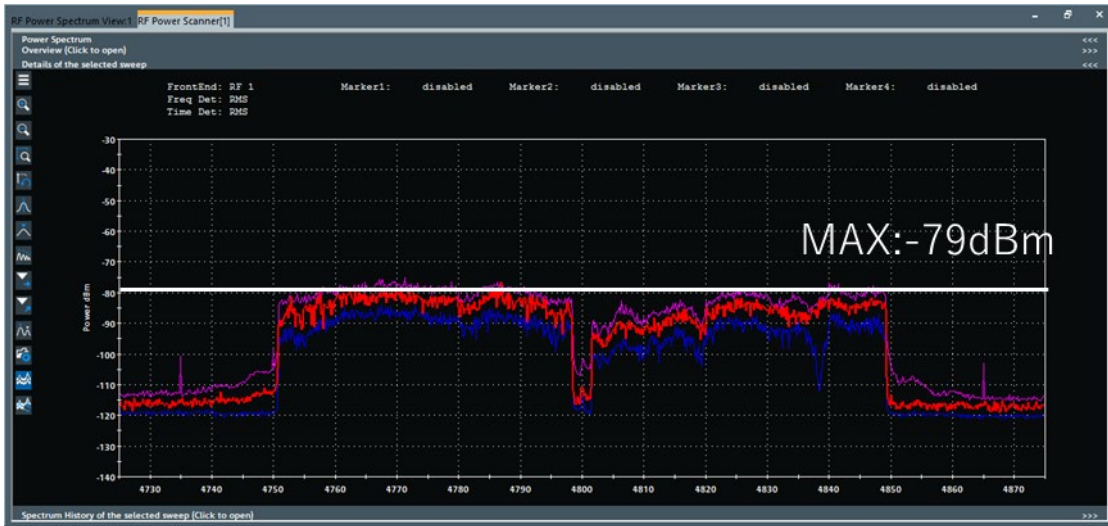 RF Power Spectrum View:1 RF Power Scanner[1]
Power Spectrum <<<
Overview (Click to open) >>>
Details of the selected sweep <<<
FrontEnd: RF 1 Marker1: disabled Marker2: disabled Marker3: disabled Marker4: disabled
Freq Det: RMS
Time Det: RMS
-30
-40
-50
-60
MAX:-79dBm
-70
-80
Power dBm
-90
-100
-110
-120
-130
-140
4730 4740 4750 4760 4770 4780 4790 4800 4810 4820 4830 4840 4850 4860 4870
Spectrum History of the selected sweep (Click to open) >>>